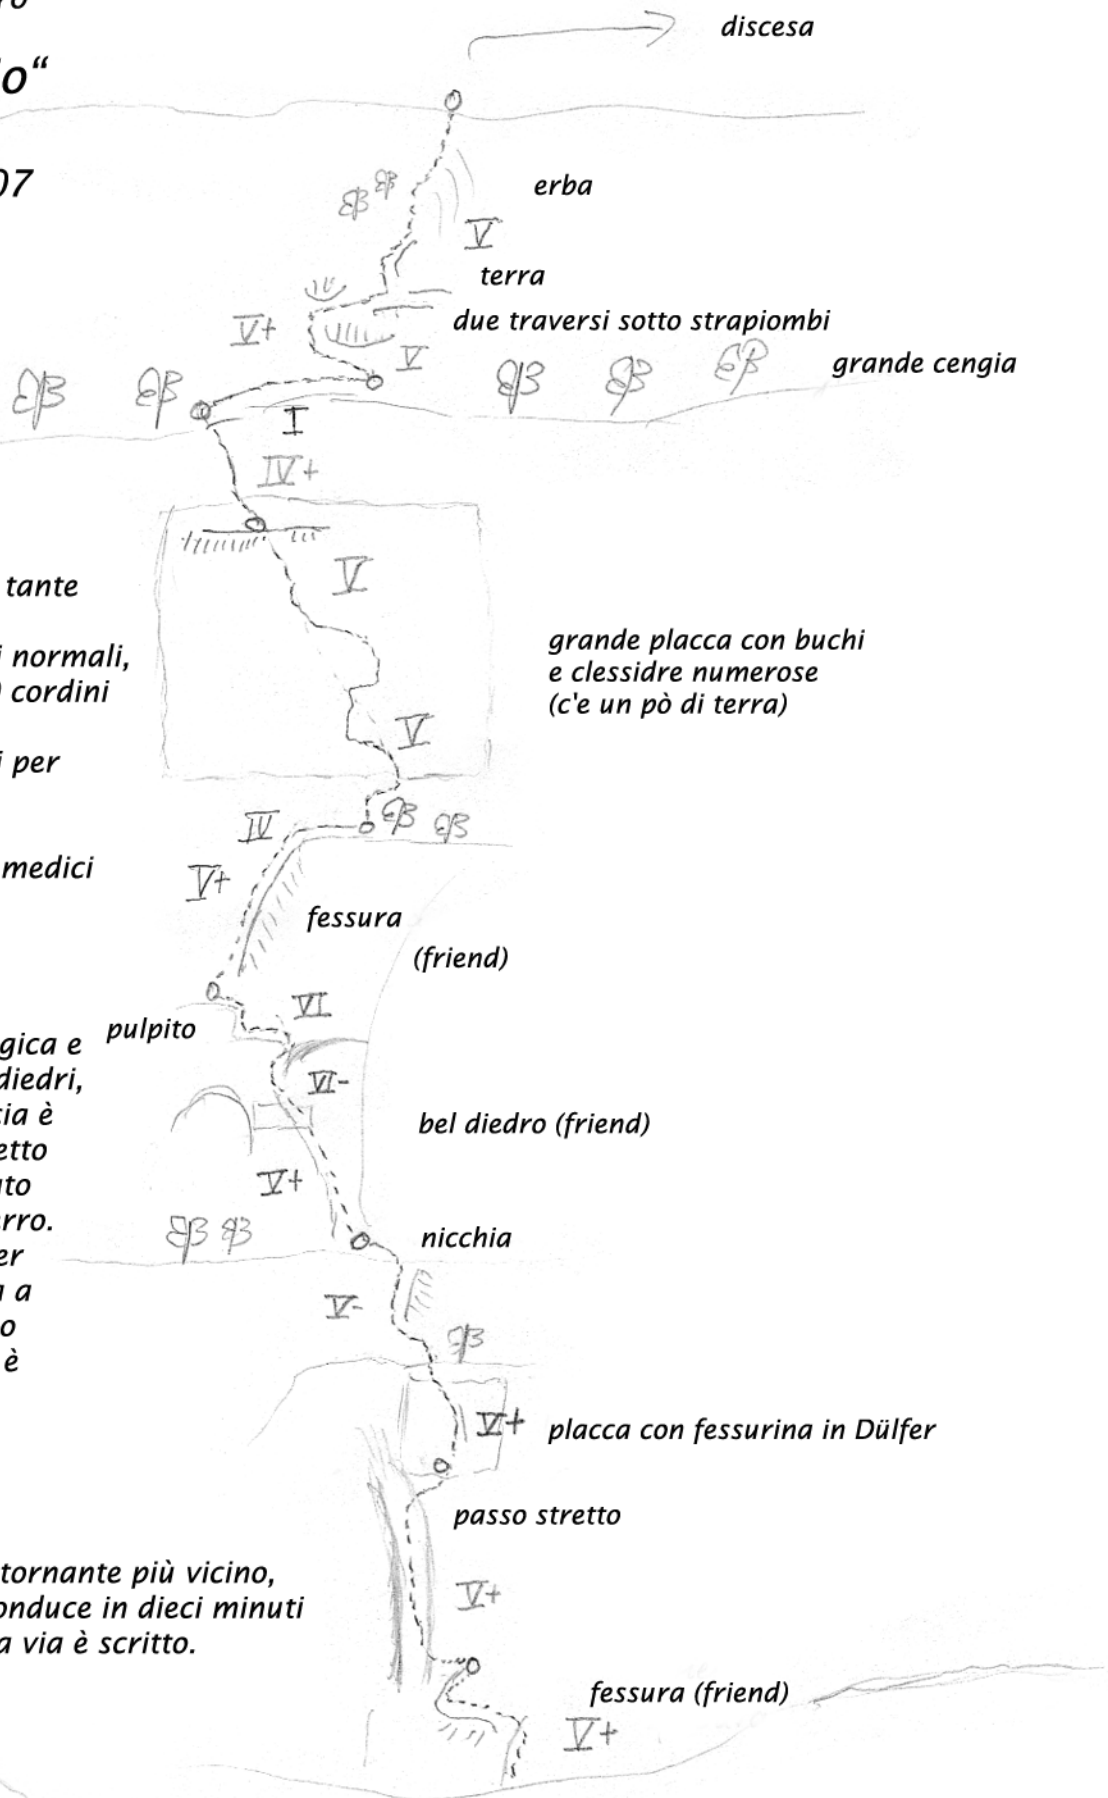 discesa
o“
07
erba
V
terra
V+
due traversi sotto strapiombi
V
grande cengia
I
IV+
tante
V
i normali,
cordini
grande placca con buchi
e clessidre numerose
(c'e un pò di terra)
V
i per
IV
medici
V+
fessura
(friend)
VI
pulpito
gica e
diedri,
VI-
cia è
bel diedro (friend)
etto
V+
ato
erro.
nicchia
er
a a
V-
o
è
V+
placca con fessurina in Dülfer
passo stretto
tornante più vicino,
V+
onduce in dieci minuti
a via è scritto.
fessura (friend)
V+